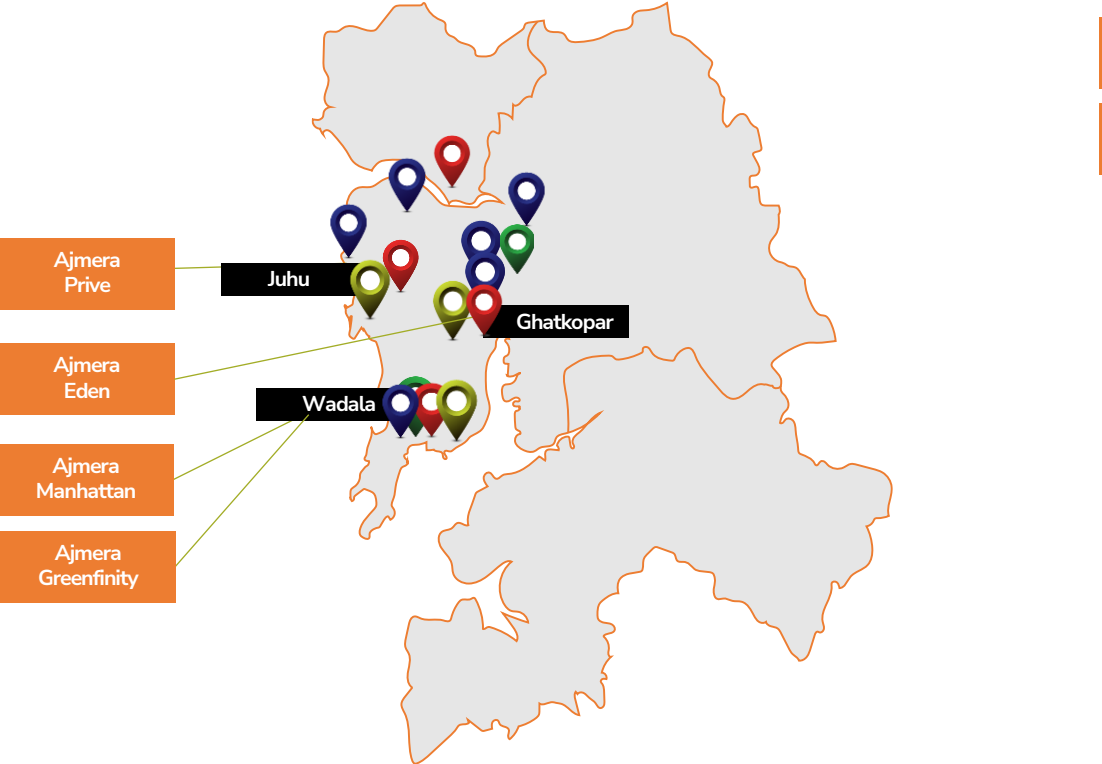 Ajmera
Prive
Juhu
Ghatkopar
Ajmera
Eden
Wadala
Ajmera
Manhattan
Ajmera
Greenfinity